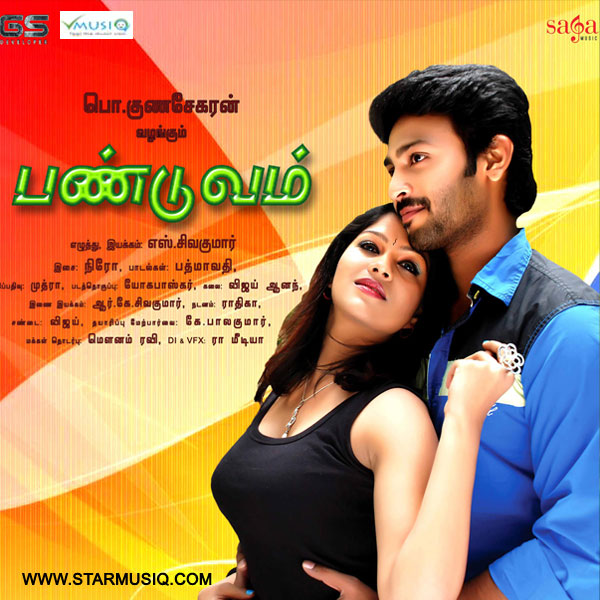 GS
DEVELOPER
VMUSIQ
saga
MUSIC
பொ.குணசேகரன்
வழங்கும்
பண்டுவம்
எழுத்து, இயக்கம்: எஸ்.சிவகுமார்
இசை: நிரோ, பாடல்கள்: பத்மாவதி,
ப்பதிவு: முத்ரா, படத்தொகுப்பு: யோகபாஸ்கர், கலை: விஜய் ஆனந்,
இணை இயக்கம்: ஆர்.கே.சிவகுமார், நடனம்: ராதிகா,
சண்டை: விஜய், தயாரிப்பு மேற்பார்வை: கே.பாலகுமார்,
மக்கள் தொடர்பு: மௌனம் ரவி, DI & VFX: ரா மீடியா
WWW.STARMUSIQ.COM